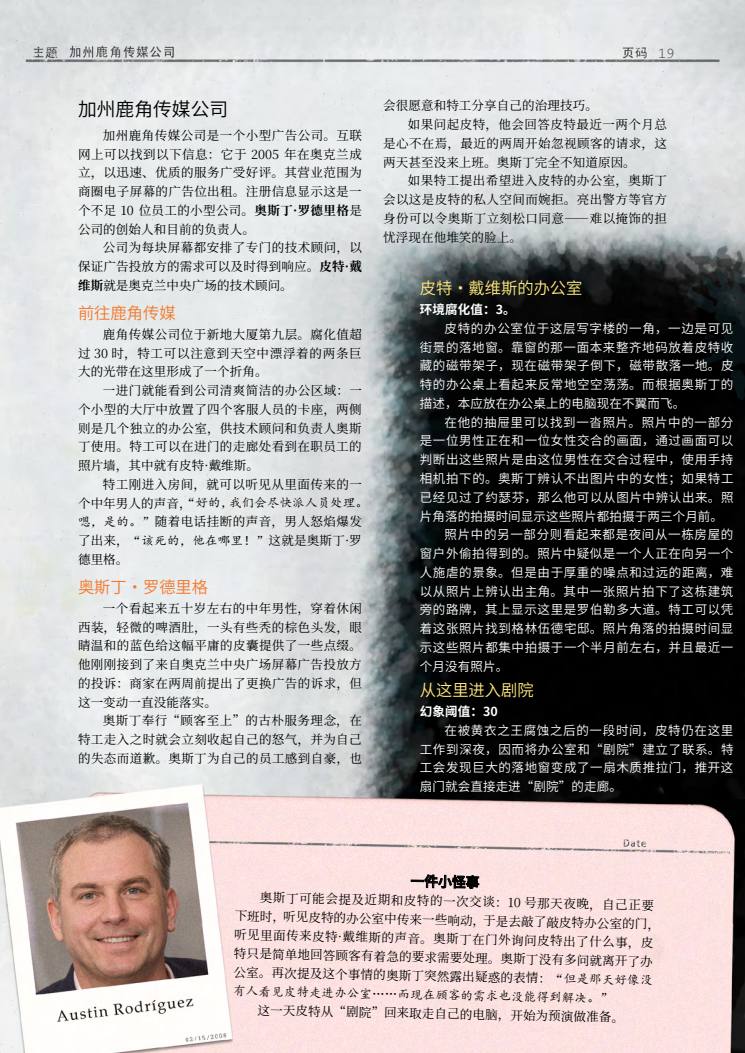 主题 加州鹿角传媒公司
页码 19
加州鹿角传媒公司
加州鹿角传媒公司是一个小型广告公司。互联
网上可以找到以下信息：它于 2005 年在奥克兰成
立，以迅速、优质的服务广受好评。其营业范围为
商圈电子屏幕的广告位出租。注册信息显示这是一
个不足 10 位员工的小型公司。奥斯丁·罗德里格是
公司的创始人和目前的负责人。
公司为每块屏幕都安排了专门的技术顾问，以
保证广告投放方的需求可以及时得到响应。皮特·戴
维斯就是奥克兰中央广场的技术顾问。
前往鹿角传媒
鹿角传媒公司位于新地大厦第九层。腐化值超
过 30 时，特工可以注意到天空中漂浮着的两条巨
大的光带在这里形成了一个折角。
一进门就能看到公司清爽简洁的办公区域：一
个小型的大厅中放置了四个客服人员的卡座，两侧
则是几个独立的办公室，供技术顾问和负责人奥斯
丁使用。特工可以在进门的走廊处看到在职员工的
照片墙，其中就有皮特·戴维斯。
特工刚进入房间，就可以听见从里面传来的一
个中年男人的声音，“好的，我们会尽快派人员处理。
嗯，是的。”随着电话挂断的声音，男人怒焰爆发
了出来，“该死的，他在哪里！”这就是奥斯丁·罗
德里格。
奥斯丁·罗德里格
一个看起来五十岁左右的中年男性，穿着休闲
西装，轻微的啤酒肚，一头有些秃的棕色头发，眼
睛温和的蓝色给这幅平庸的皮囊提供了一些点缀。
他刚刚接到了来自奥克兰中央广场屏幕广告投放方
的投诉：商家在两周前提出了更换广告的诉求，但
这一变动一直没能落实。
奥斯丁奉行“顾客至上”的古朴服务理念，在
特工走入之时就会立刻收起自己的怒气，并为自己
的失态而道歉。奥斯丁为自己的员工感到自豪，也
会很愿意和特工分享自己的治理技巧。
如果问起皮特，他会回答皮特最近一两个月总
是心不在焉，最近的两周开始忽视顾客的请求，这
两天甚至没来上班。奥斯丁完全不知道原因。
如果特工提出希望进入皮特的办公室，奥斯丁
会以这是皮特的私人空间而婉拒。亮出警方等官方
身份可以令奥斯丁立刻松口同意——难以掩饰的担
忧浮现在他堆笑的脸上。
皮特·戴维斯的办公室
环境腐化值：3。
皮特的办公室位于这层写字楼的一角，一边是可见
街景的落地窗。靠窗的那一面本来整齐地码放着皮特收
藏的磁带架子，现在磁带架子倒下，磁带散落一地。皮
特的办公桌上看起来反常地空空荡荡。而根据奥斯丁的
描述，本应放在办公桌上的电脑现在不翼而飞。
在他的抽屉里可以找到一沓照片。照片中的一部分
是一位男性正在和一位女性交合的画面，通过画面可以
判断出这些照片是由这位男性在交合过程中，使用手持
相机拍下的。奥斯丁辨认不出图片中的女性；如果特工
已经见过了约瑟芬，那么他可以从图片中辨认出来。照
片角落的拍摄时间显示这些照片都拍摄于两三个月前。
照片中的另一部分则看起来都是夜间从一栋房屋的
窗户外偷拍得到的。照片中疑似是一个人正在向另一个
人施虐的景象。但是由于厚重的噪点和过远的距离，难
以从照片上辨认出主角。其中一张照片拍下了这栋建筑
旁的路牌，其上显示这里是罗伯勒多大道。特工可以凭
着这张照片找到格林伍德宅邸。照片角落的拍摄时间显
示这些照片都集中拍摄于一个半月前左右，并且最近一
个月没有照片。
从这里进入剧院
幻象阈值：30
在被黄衣之王腐蚀之后的一段时间，皮特仍在这里
工作到深夜，因而将办公室和“剧院”建立了联系。特
工会发现巨大的落地窗变成了一扇木质推拉门，推开这
扇门就会直接走进“剧院”的走廊。
Date
一件小怪事
奥斯丁可能会提及近期和皮特的一次交谈：10 号那天夜晚，自己正要
下班时，听见皮特的办公室中传来一些响动，于是去敲了敲皮特办公室的门，
听见里面传来皮特·戴维斯的声音。奥斯丁在门外询问皮特出了什么事，皮
特只是简单地回答顾客有着急的要求需要处理。奥斯丁没有多问就离开了办
公室。再次提及这个事情的奥斯丁突然露出疑惑的表情：“但是那天好像没
有人看见皮特走进办公室……而现在顾客的需求也没能得到解决。”
这一天皮特从“剧院”回来取走自己的电脑，开始为预演做准备。
Austin Rodríguez
02/15/2006